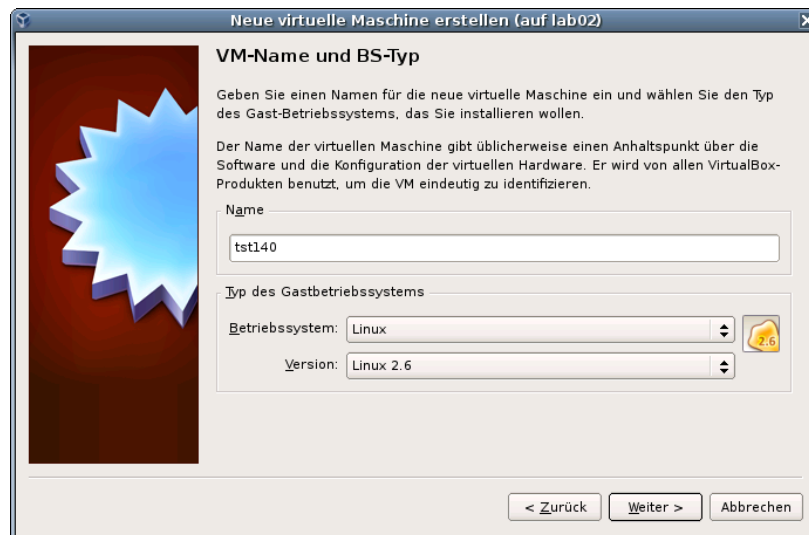 Neue virtuelle Maschine erstellen (auf lab02)
VM-Name und BS-Typ
Geben Sie einen Namen für die neue virtuelle Maschine ein und wählen Sie den Typ
des Gast-Betriebssystems, das Sie installieren wollen.
Der Name der virtuellen Maschine gibt üblicherweise einen Anhaltspunkt über die
Software und die Konfiguration der virtuellen Hardware. Er wird von allen VirtualBox-
Produkten benutzt, um die VM eindeutig zu identifizieren.
Name
tst140
Typ des Gastbetriebssystems
Betriebssystem: Linux
2.6
Version: Linux 2.6
< Zurück Weiter > Abbrechen